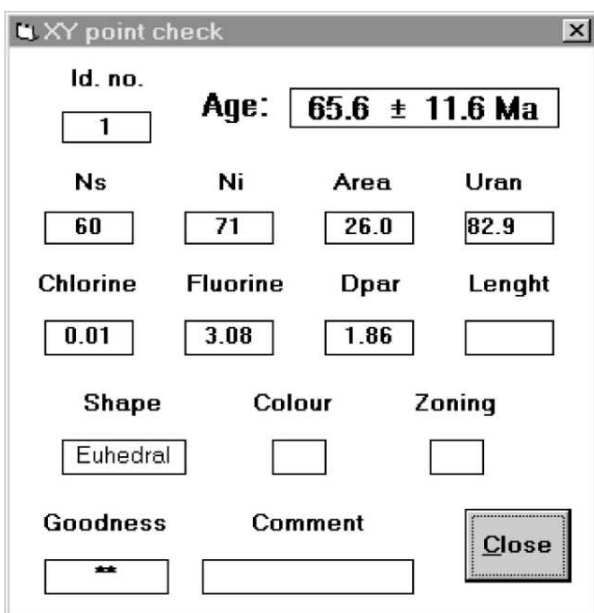 XY point check
Id. no.
Age: 65.6 ± 11.6 Ma
1
Ns Ni Area Uran
60 71 26.0 82.9
Chlorine Fluorine Dpar Lenght
0.01 3.08 1.86
Shape Colour Zoning
Euhedral
Goodness Comment
** Close